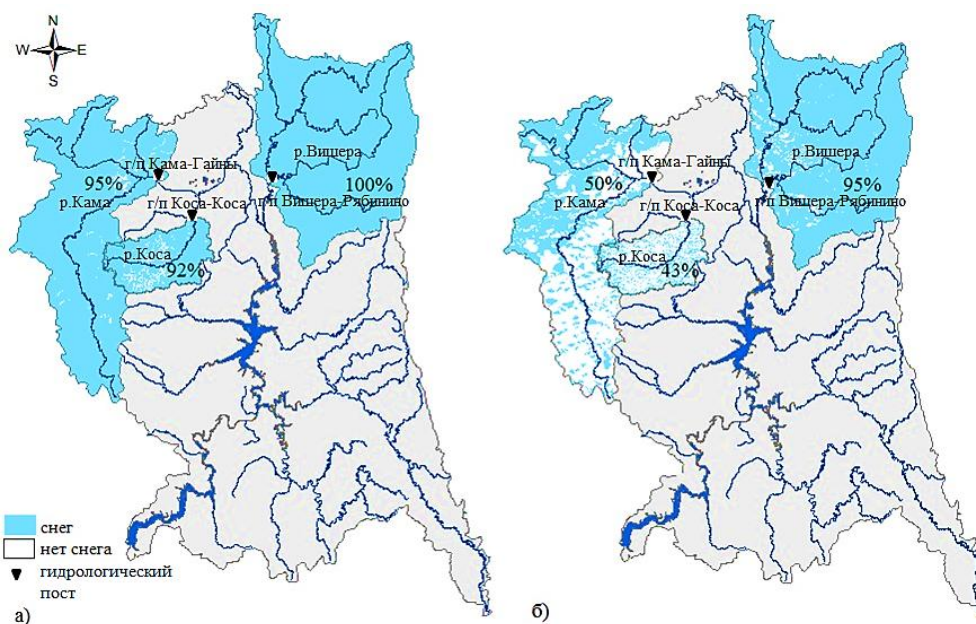 N
W E
S
р.Вишера
г/п Кама-Гайны
95%
100%
р.Кама
г/п Коса-Коса
г/п Вишера-Рябинино
р.Коса
92%
снег
нет снега
гидрологический
пост
а)
р.Вишера
г/п Кама-Гайны
50%
95%
р.Кама
г/п Коса-Коса
г/п Вишера-Рябинино
р.Коса
43%
б)